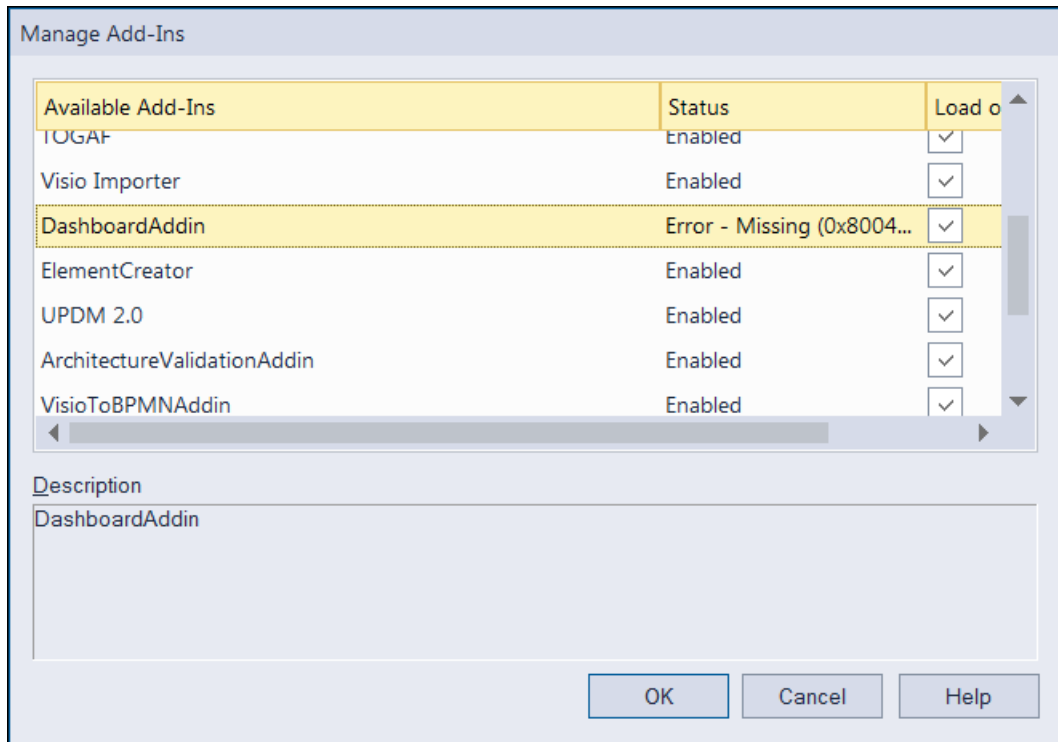 Manage Add-Ins
Available Add-Ins Status Load o
TOGAF Enabled
Visio Importer Enabled
DashboardAddin Error - Missing (0x8004...
ElementCreator Enabled
UPDM 2.0 Enabled
ArchitectureValidationAddin Enabled
VisioToBPMNAddin Enabled
Description
DashboardAddin
OK Cancel Help